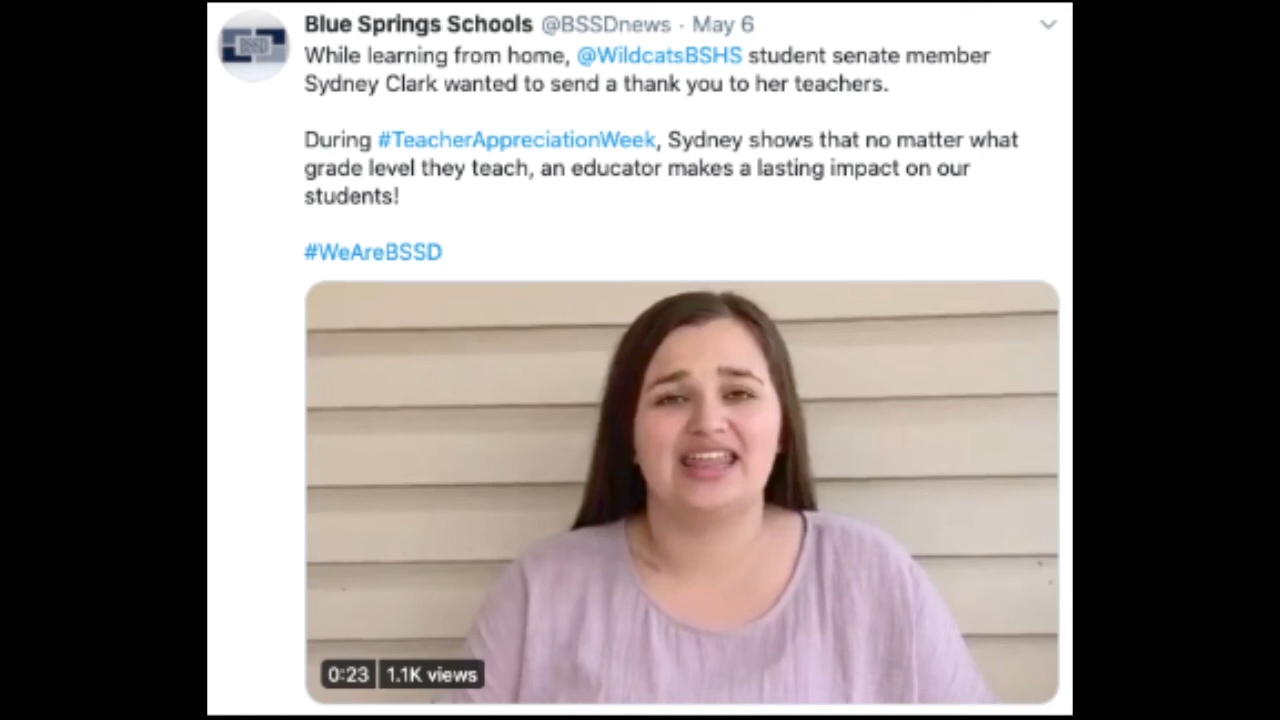 Blue Springs Schools @BSSDnews · May 6
While learning from home, @WildcatsBSHS student senate member
Sydney Clark wanted to send a thank you to her teachers.
During #TeacherAppreciationWeek, Sydney shows that no matter what
grade level they teach, an educator makes a lasting impact on our
students!
#WeAreBSSD
0:23 1.1K views